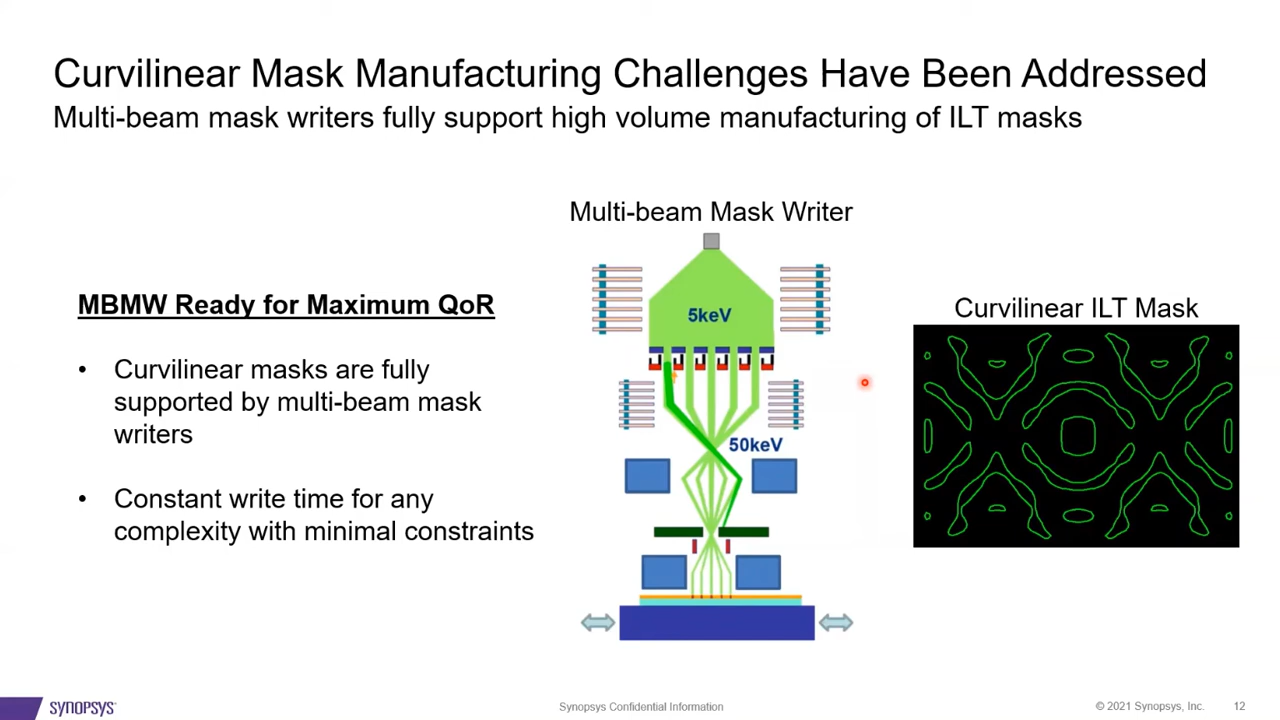 Curvilinear Mask Manufacturing Challenges Have Been Addressed
Multi-beam mask writers fully support high volume manufacturing of ILT masks
MBMW Ready for Maximum QoR
• Curvilinear masks are fully
supported by multi-beam mask
writers
• Constant write time for any
complexity with minimal constraints
Multi-beam Mask Writer
5keV
50keV
Curvilinear ILT Mask
SYNOPSYS
Synopsys Confidential Information
© 2021 Synopsys, Inc.
12